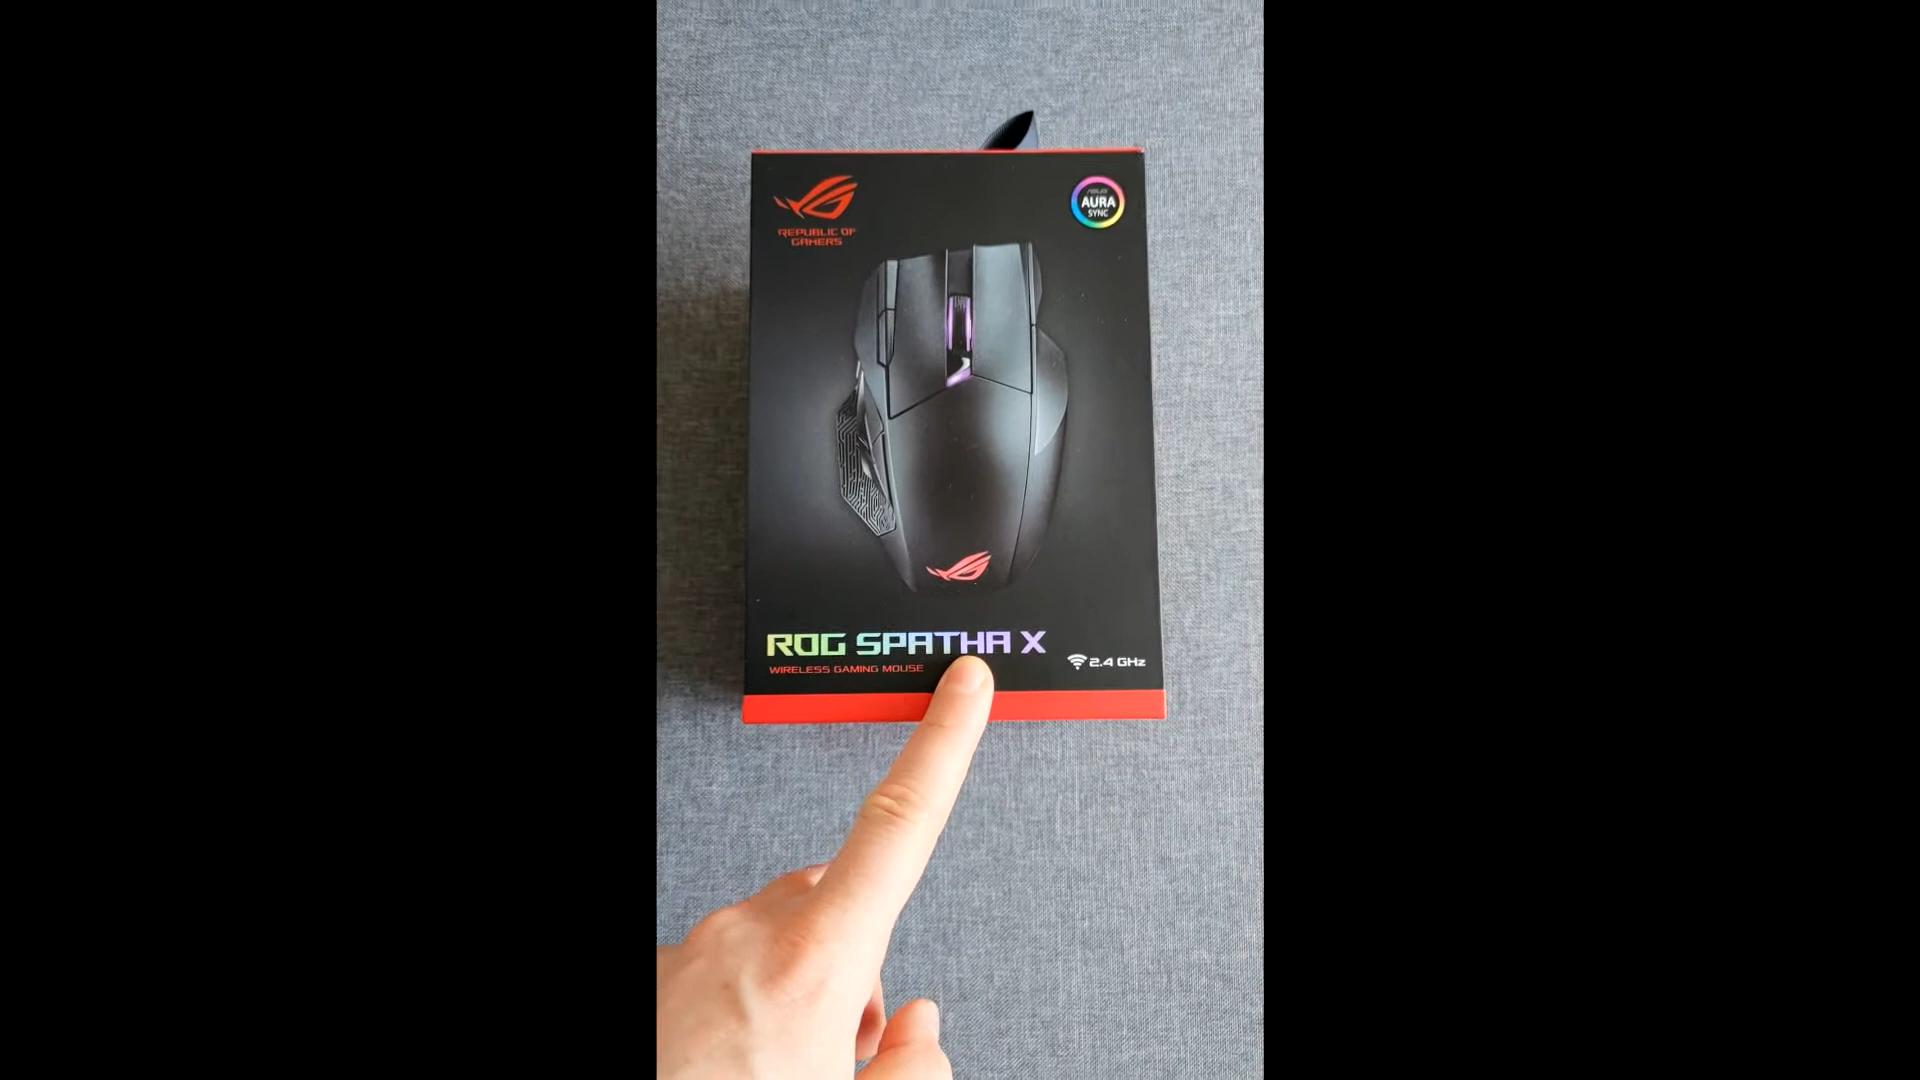 REPUBLIC OF
GAMERS
ASUS
AURA
SYNC
ROG SPATHA X
WIRELESS GAMING MOUSE
2.4 GHz